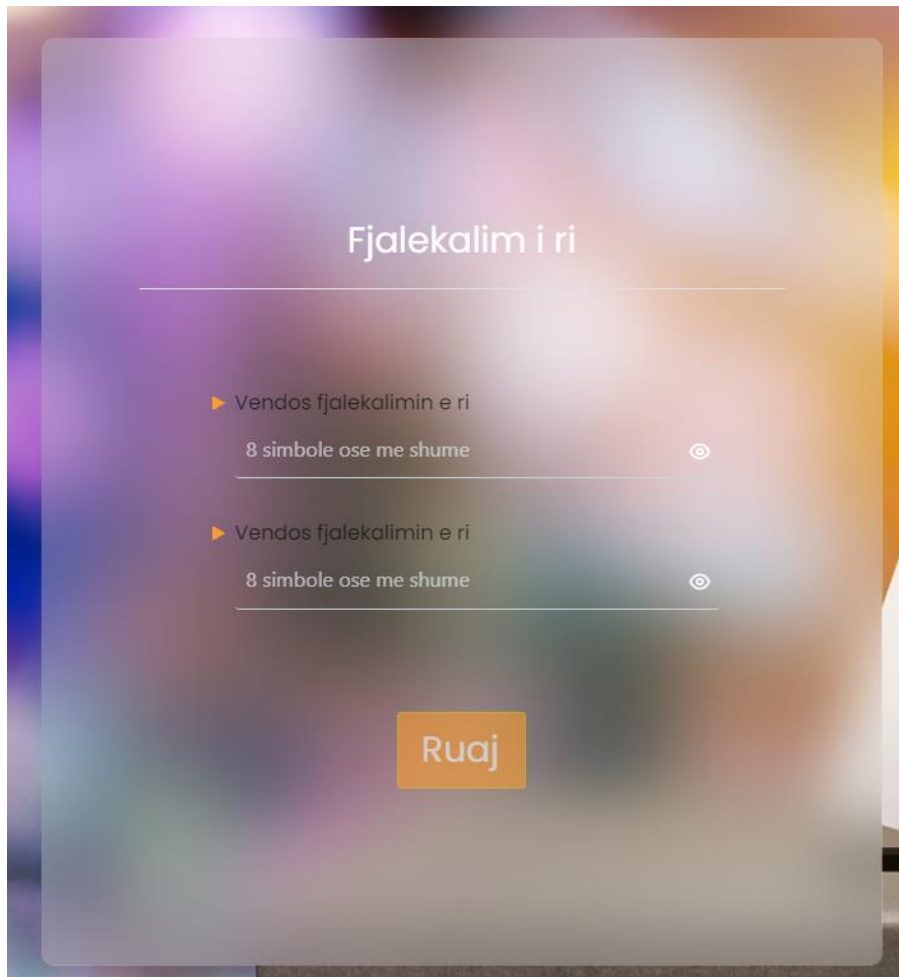 Fjalekalim i ri
Vendos fjalekalimin e ri
8 simbole ose me shume
Vendos fjalekalimin e ri
8 simbole ose me shume
Ruaj